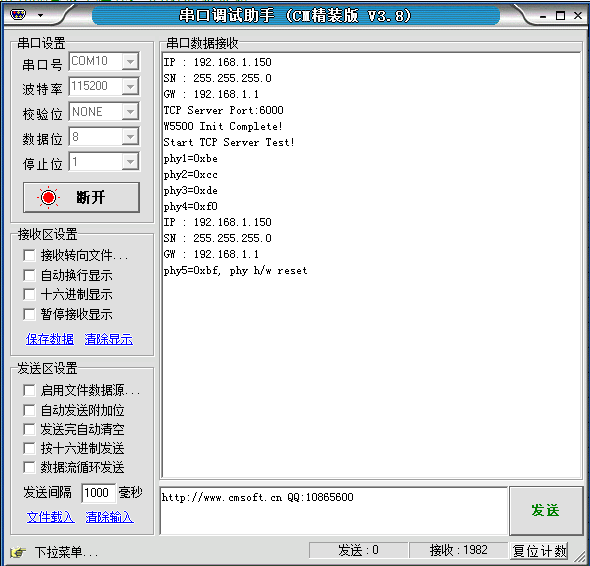 串口调试助手 (CM精装版 V3.8)
串口设置
串口号 COM10
波特率 115200
校验位 NONE
数据位 8
停止位 1
断开
接收区设置
接收转向文件...
自动换行显示
十六进制显示
暂停接收显示
保存数据 清除显示
发送区设置
启用文件数据源...
自动发送附加位
发送完自动清空
按十六进制发送
数据流循环发送
发送间隔 1000 毫秒
文件载入 清除输入
串口数据接收
IP : 192.168.1.150
SN : 255.255.255.0
GW : 192.168.1.1
TCP Server Port:6000
W5500 Init Complete!
Start TCP Server Test!
phy1=0xbe
phy2=0xcc
phy3=0xde
phy4=0xf0
IP : 192.168.1.150
SN : 255.255.255.0
GW : 192.168.1.1
phy5=0xbf, phy h/w reset
http://www.cmsoft.cn QQ:10865600
发送
下拉菜单...
发送 : 0
接收 : 1982
复位计数